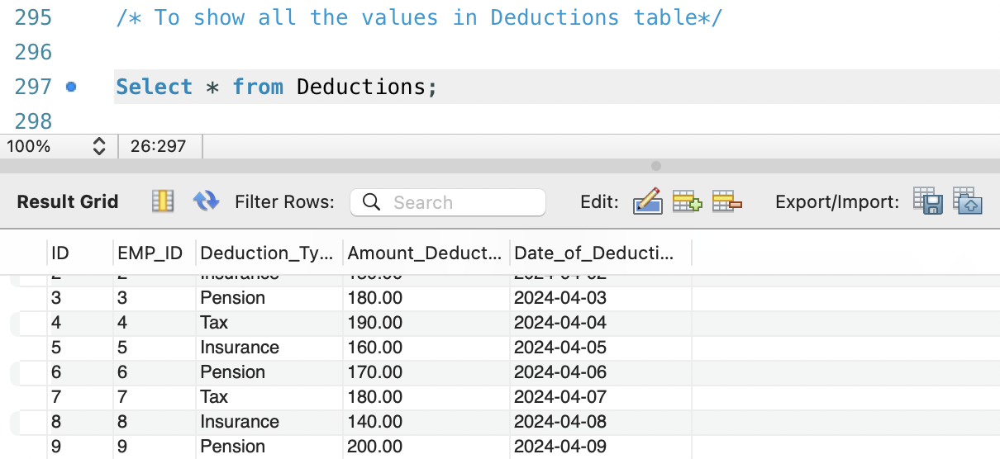 295 /* To show all the values in Deductions table*/
296
297 Select * from Deductions;
298
100% 26:297
Result Grid Filter Rows: Search Edit: Export/Import:
ID EMP_ID Deduction_Ty... Amount_Deduct... Date_of_Deducti...
2 2 Insurance 2024-04-02
3 3 Pension 180.00 2024-04-03
4 4 Tax 190.00 2024-04-04
5 5 Insurance 160.00 2024-04-05
6 6 Pension 170.00 2024-04-06
7 7 Tax 180.00 2024-04-07
8 8 Insurance 140.00 2024-04-08
9 9 Pension 200.00 2024-04-09